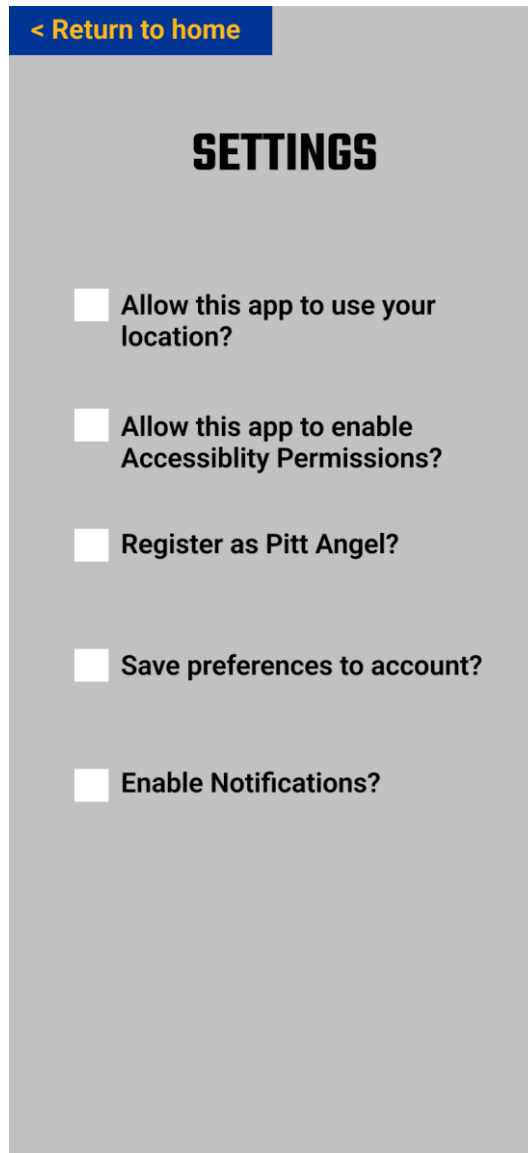 < Return to home
SETTINGS
Allow this app to use your
location?
Allow this app to enable
Accessiblity Permissions?
Register as Pitt Angel?
Save preferences to account?
Enable Notifications?